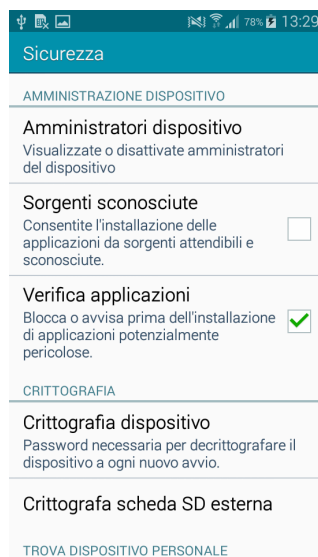 78% 13:29
Sicurezza
AMMINISTRAZIONE DISPOSITIVO
Amministratori dispositivo
Visualizzate o disattivate amministratori
del dispositivo
Sorgenti sconosciute
Consentite l'installazione delle
applicazioni da sorgenti attendibili e
sconosciute.
Verifica applicazioni
Blocca o avvisa prima dell'installazione
di applicazioni potenzialmente
pericolose.
CRITTOGRAFIA
Crittografia dispositivo
Password necessaria per decrittografare il
dispositivo a ogni nuovo avvio.
Crittografa scheda SD esterna
TROVA DISPOSITIVO PERSONALE